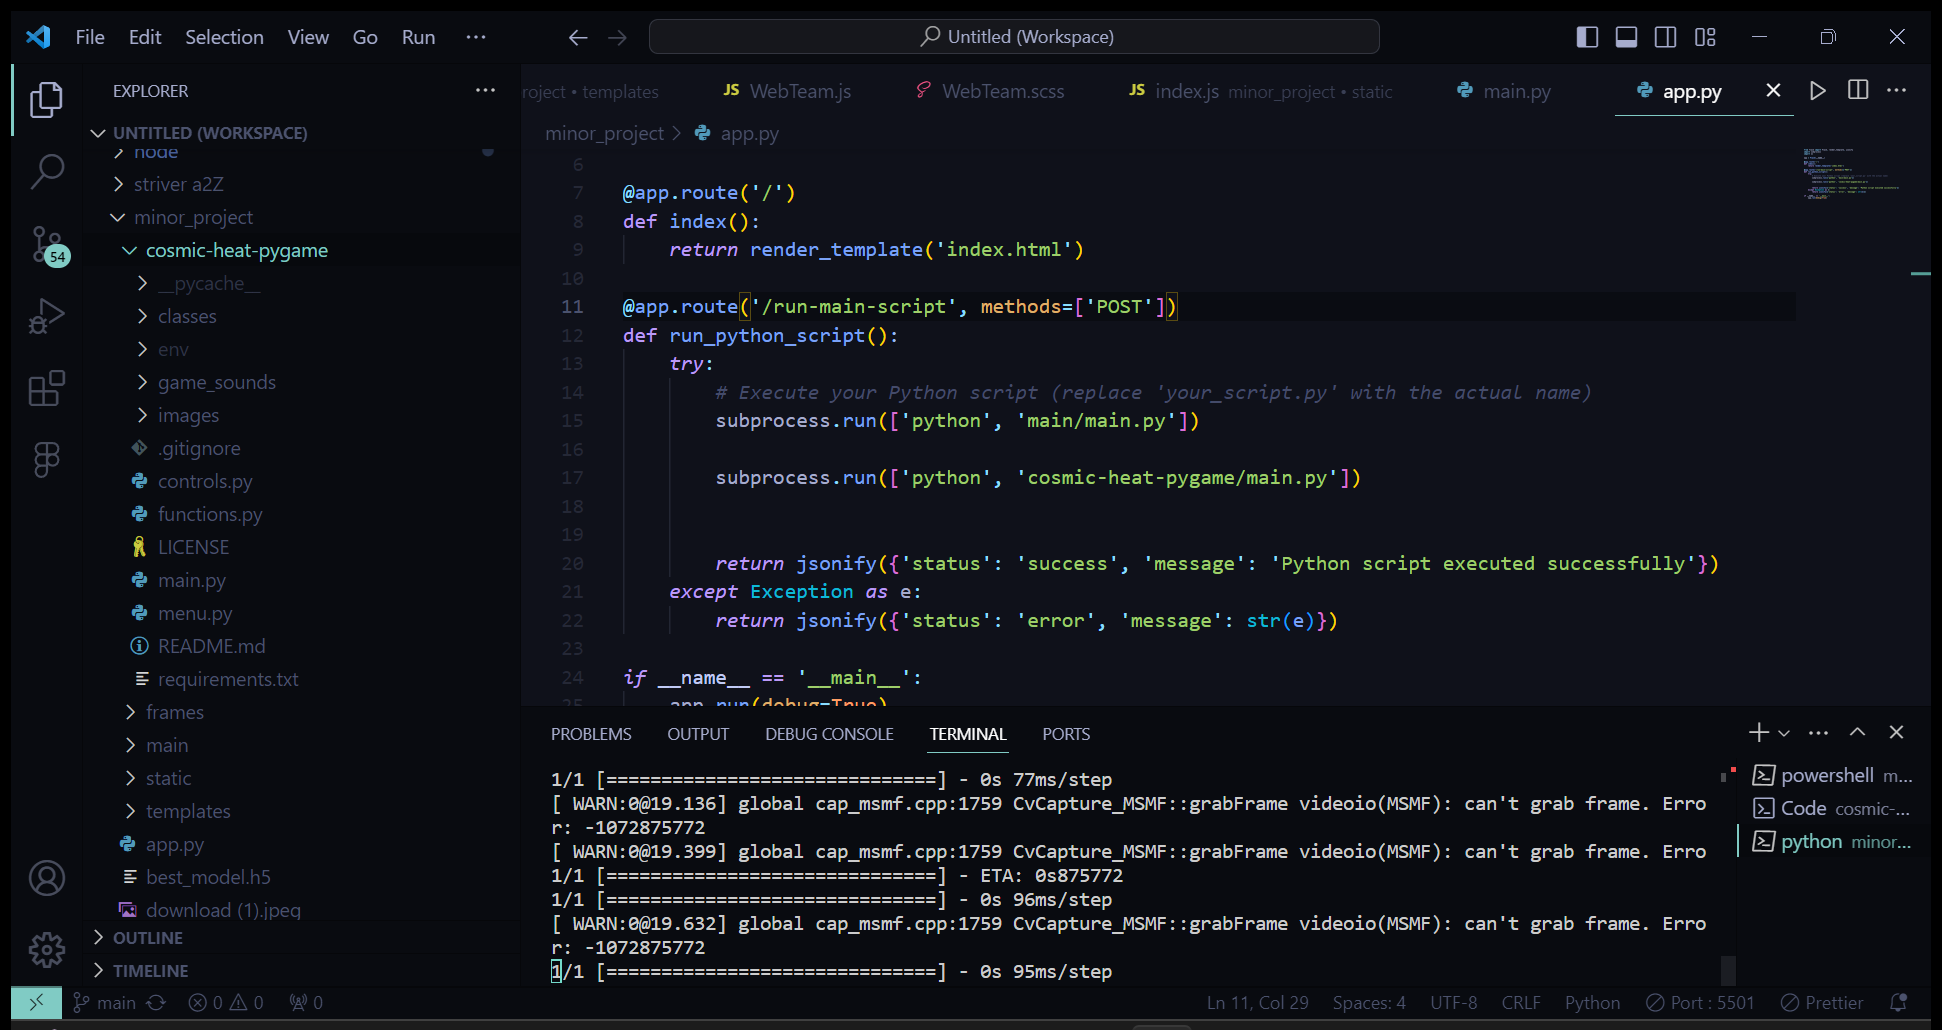 File Edit Selection View Go Run ···
Untitled (Workspace)
EXPLORER
UNTITLED (WORKSPACE)
node
striver a2Z
minor_project
cosmic-heat-pygame
__pycache__
classes
env
game_sounds
images
.gitignore
controls.py
functions.py
LICENSE
main.py
menu.py
README.md
requirements.txt
frames
main
static
templates
app.py
best_model.h5
download (1).jpeg
OUTLINE
TIMELINE
54
roject • templates
JS WebTeam.js
WebTeam.scss
JS index.js minor_project • static
main.py
app.py
minor_project > app.py
6
7 @app.route('/')
8 def index():
9 return render_template('index.html')
10
11 @app.route('/run-main-script', methods=['POST'])
12 def run_python_script():
13 try:
14 # Execute your Python script (replace 'your_script.py' with the actual name)
15 subprocess.run(['python', 'main/main.py'])
16
17 subprocess.run(['python', 'cosmic-heat-pygame/main.py'])
18
19
20 return jsonify({'status': 'success', 'message': 'Python script executed successfully'})
21 except Exception as e:
22 return jsonify({'status': 'error', 'message': str(e)})
23
24 if __name__ == '__main__':
25 app.run(debug=True)
PROBLEMS OUTPUT DEBUG CONSOLE TERMINAL PORTS
1/1 [==============================] - 0s 77ms/step
[ WARN:0@19.136] global cap_msmf.cpp:1759 CvCapture_MSMF::grabFrame videoio(MSMF): can't grab frame. Erro
r: -1072875772
[ WARN:0@19.399] global cap_msmf.cpp:1759 CvCapture_MSMF::grabFrame videoio(MSMF): can't grab frame. Erro
1/1 [==============================] - ETA: 0s875772
1/1 [==============================] - 0s 96ms/step
[ WARN:0@19.632] global cap_msmf.cpp:1759 CvCapture_MSMF::grabFrame videoio(MSMF): can't grab frame. Erro
r: -1072875772
1/1 [==============================] - 0s 95ms/step
powershell m...
Code cosmic-...
python minor...
main 0 0 0
Ln 11, Col 29 Spaces: 4 UTF-8 CRLF Python Port : 5501 Prettier